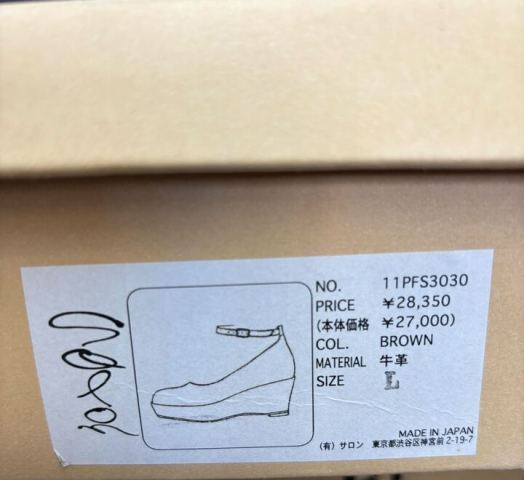 NO. 11PFS3030
PRICE ¥28,350
(本体価格 ¥27,000)
COL. BROWN
MATERIAL 牛革
SIZE L
MADE IN JAPAN
(有) サロン 東京都渋谷区神宮前2-19-7